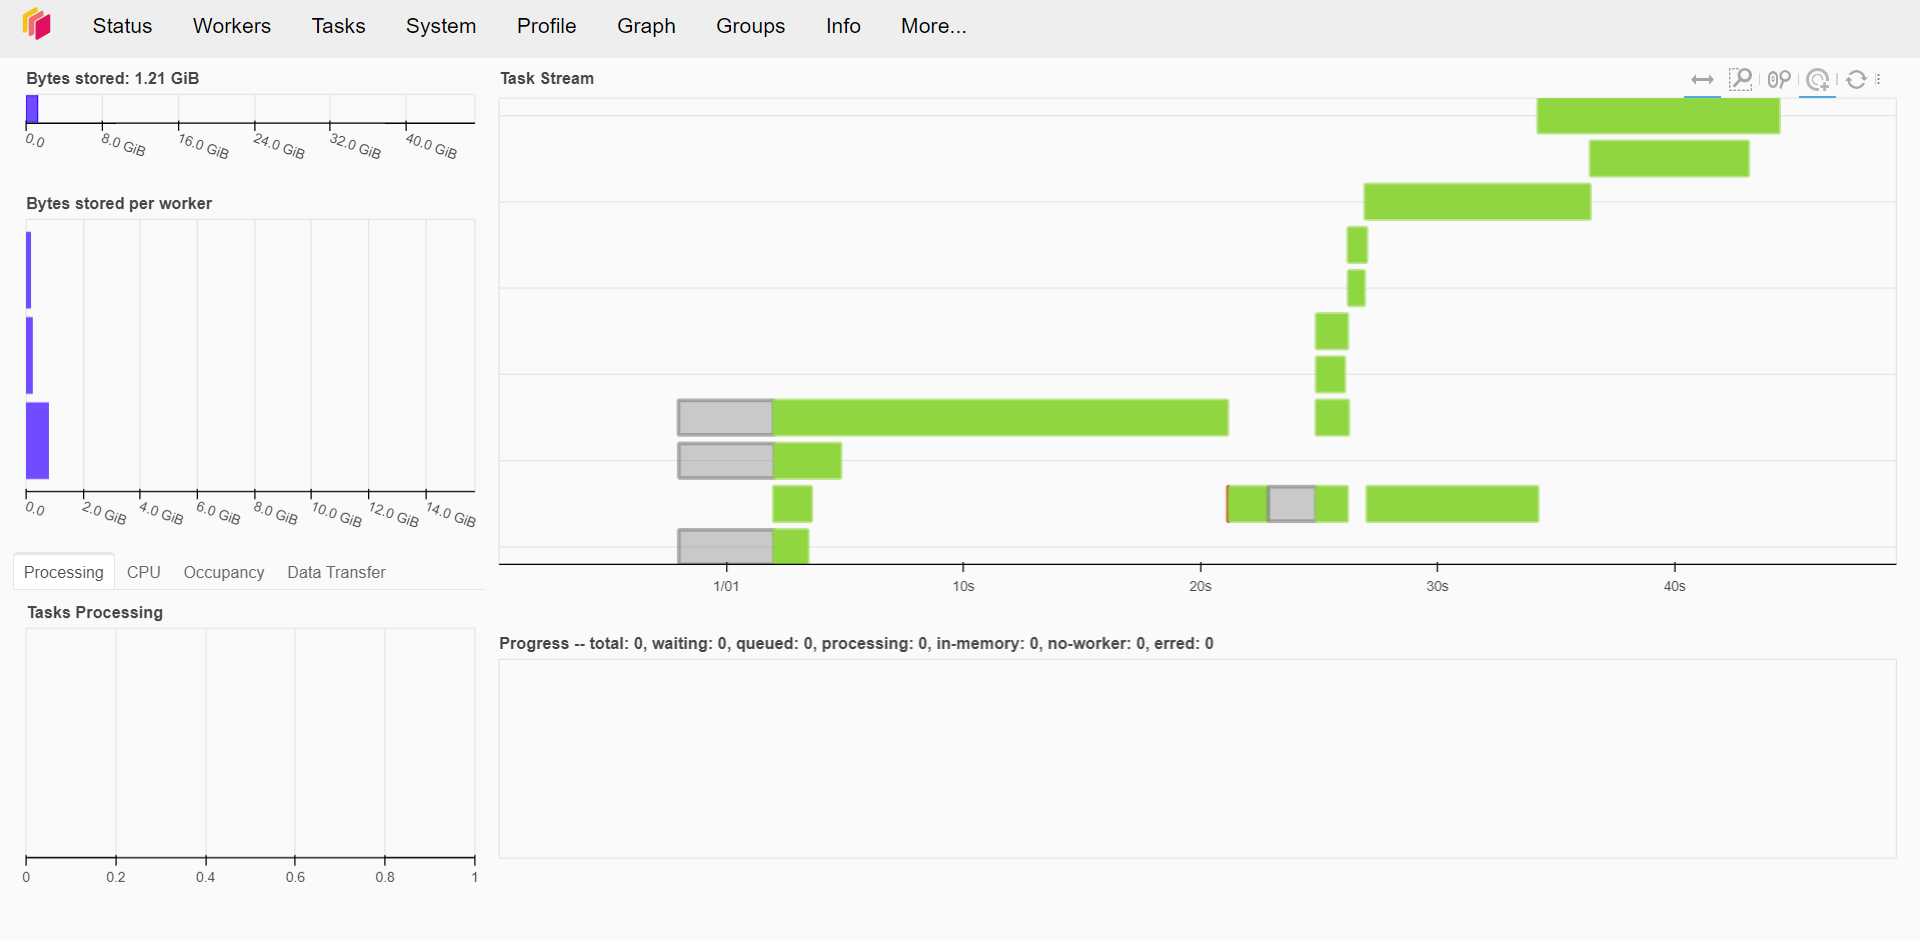 Status Workers Tasks System Profile Graph Groups Info More...
Bytes stored: 1.21 GiB
0.0 8.0 GiB 16.0 GiB 24.0 GiB 32.0 GiB 40.0 GiB
Bytes stored per worker
0.0 2.0 GiB 4.0 GiB 6.0 GiB 8.0 GiB 10.0 GiB 12.0 GiB 14.0 GiB
Processing CPU Occupancy Data Transfer
Tasks Processing
0 0.2 0.4 0.6 0.8 1
Task Stream
1/01 10s 20s 30s 40s
Progress -- total: 0, waiting: 0, queued: 0, processing: 0, in-memory: 0, no-worker: 0, erred: 0